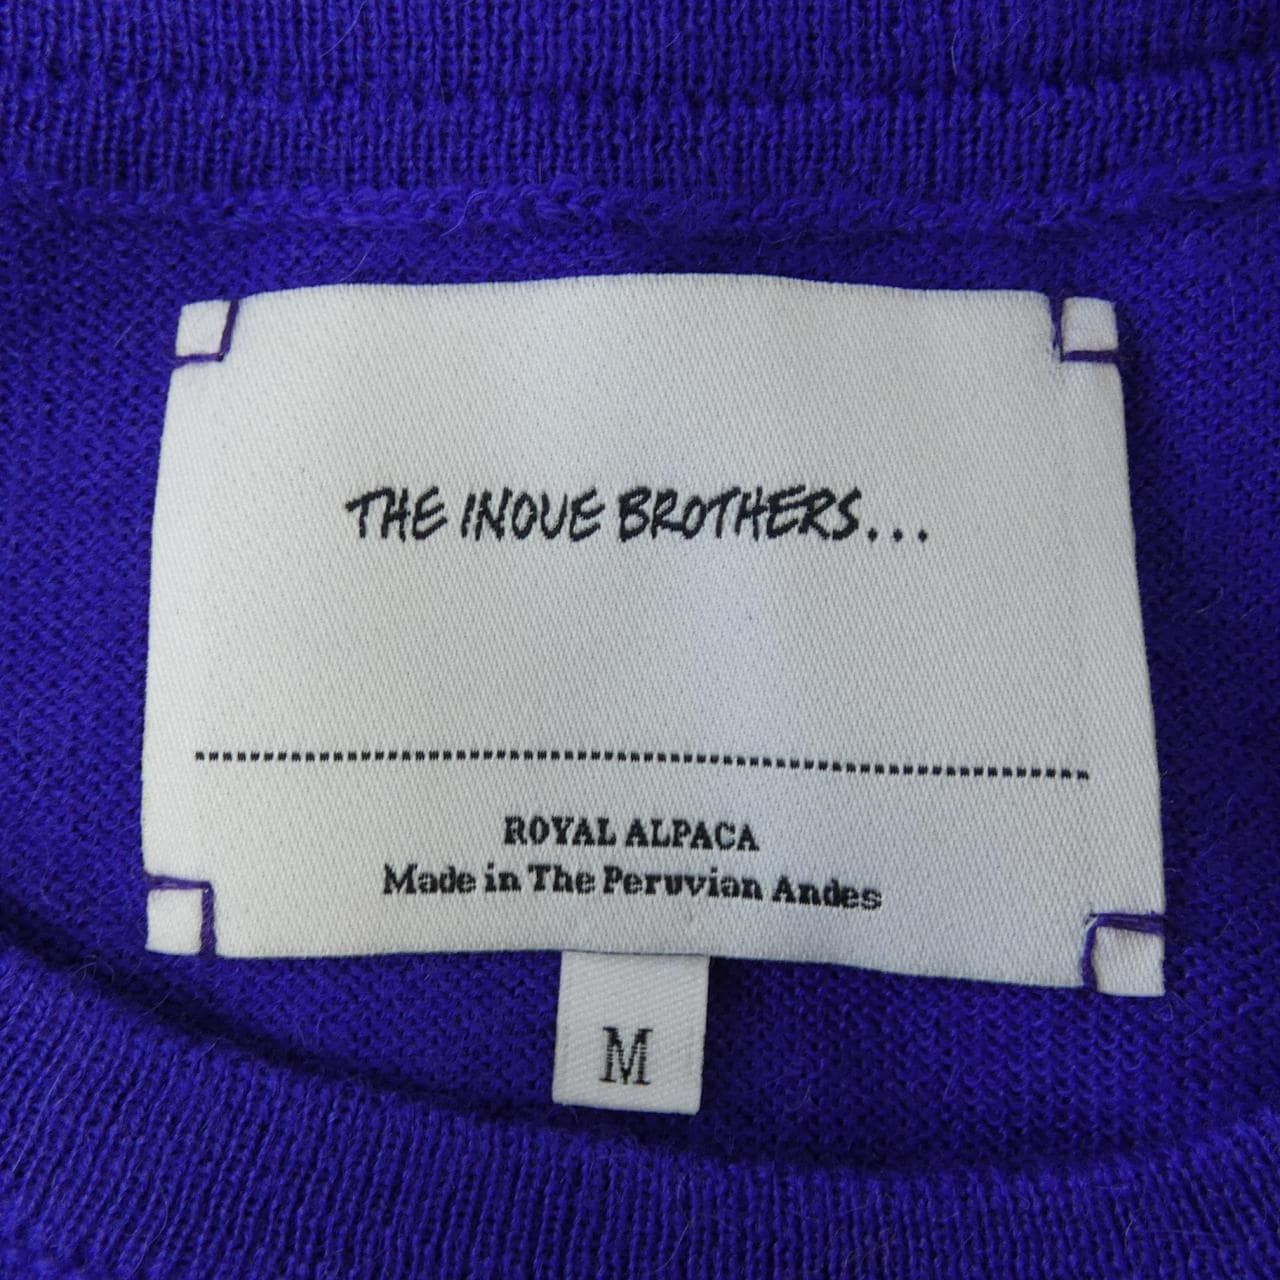 THE INOUE BROTHERS...
ROYAL ALPACA
Made in The Peruvian Andes
M